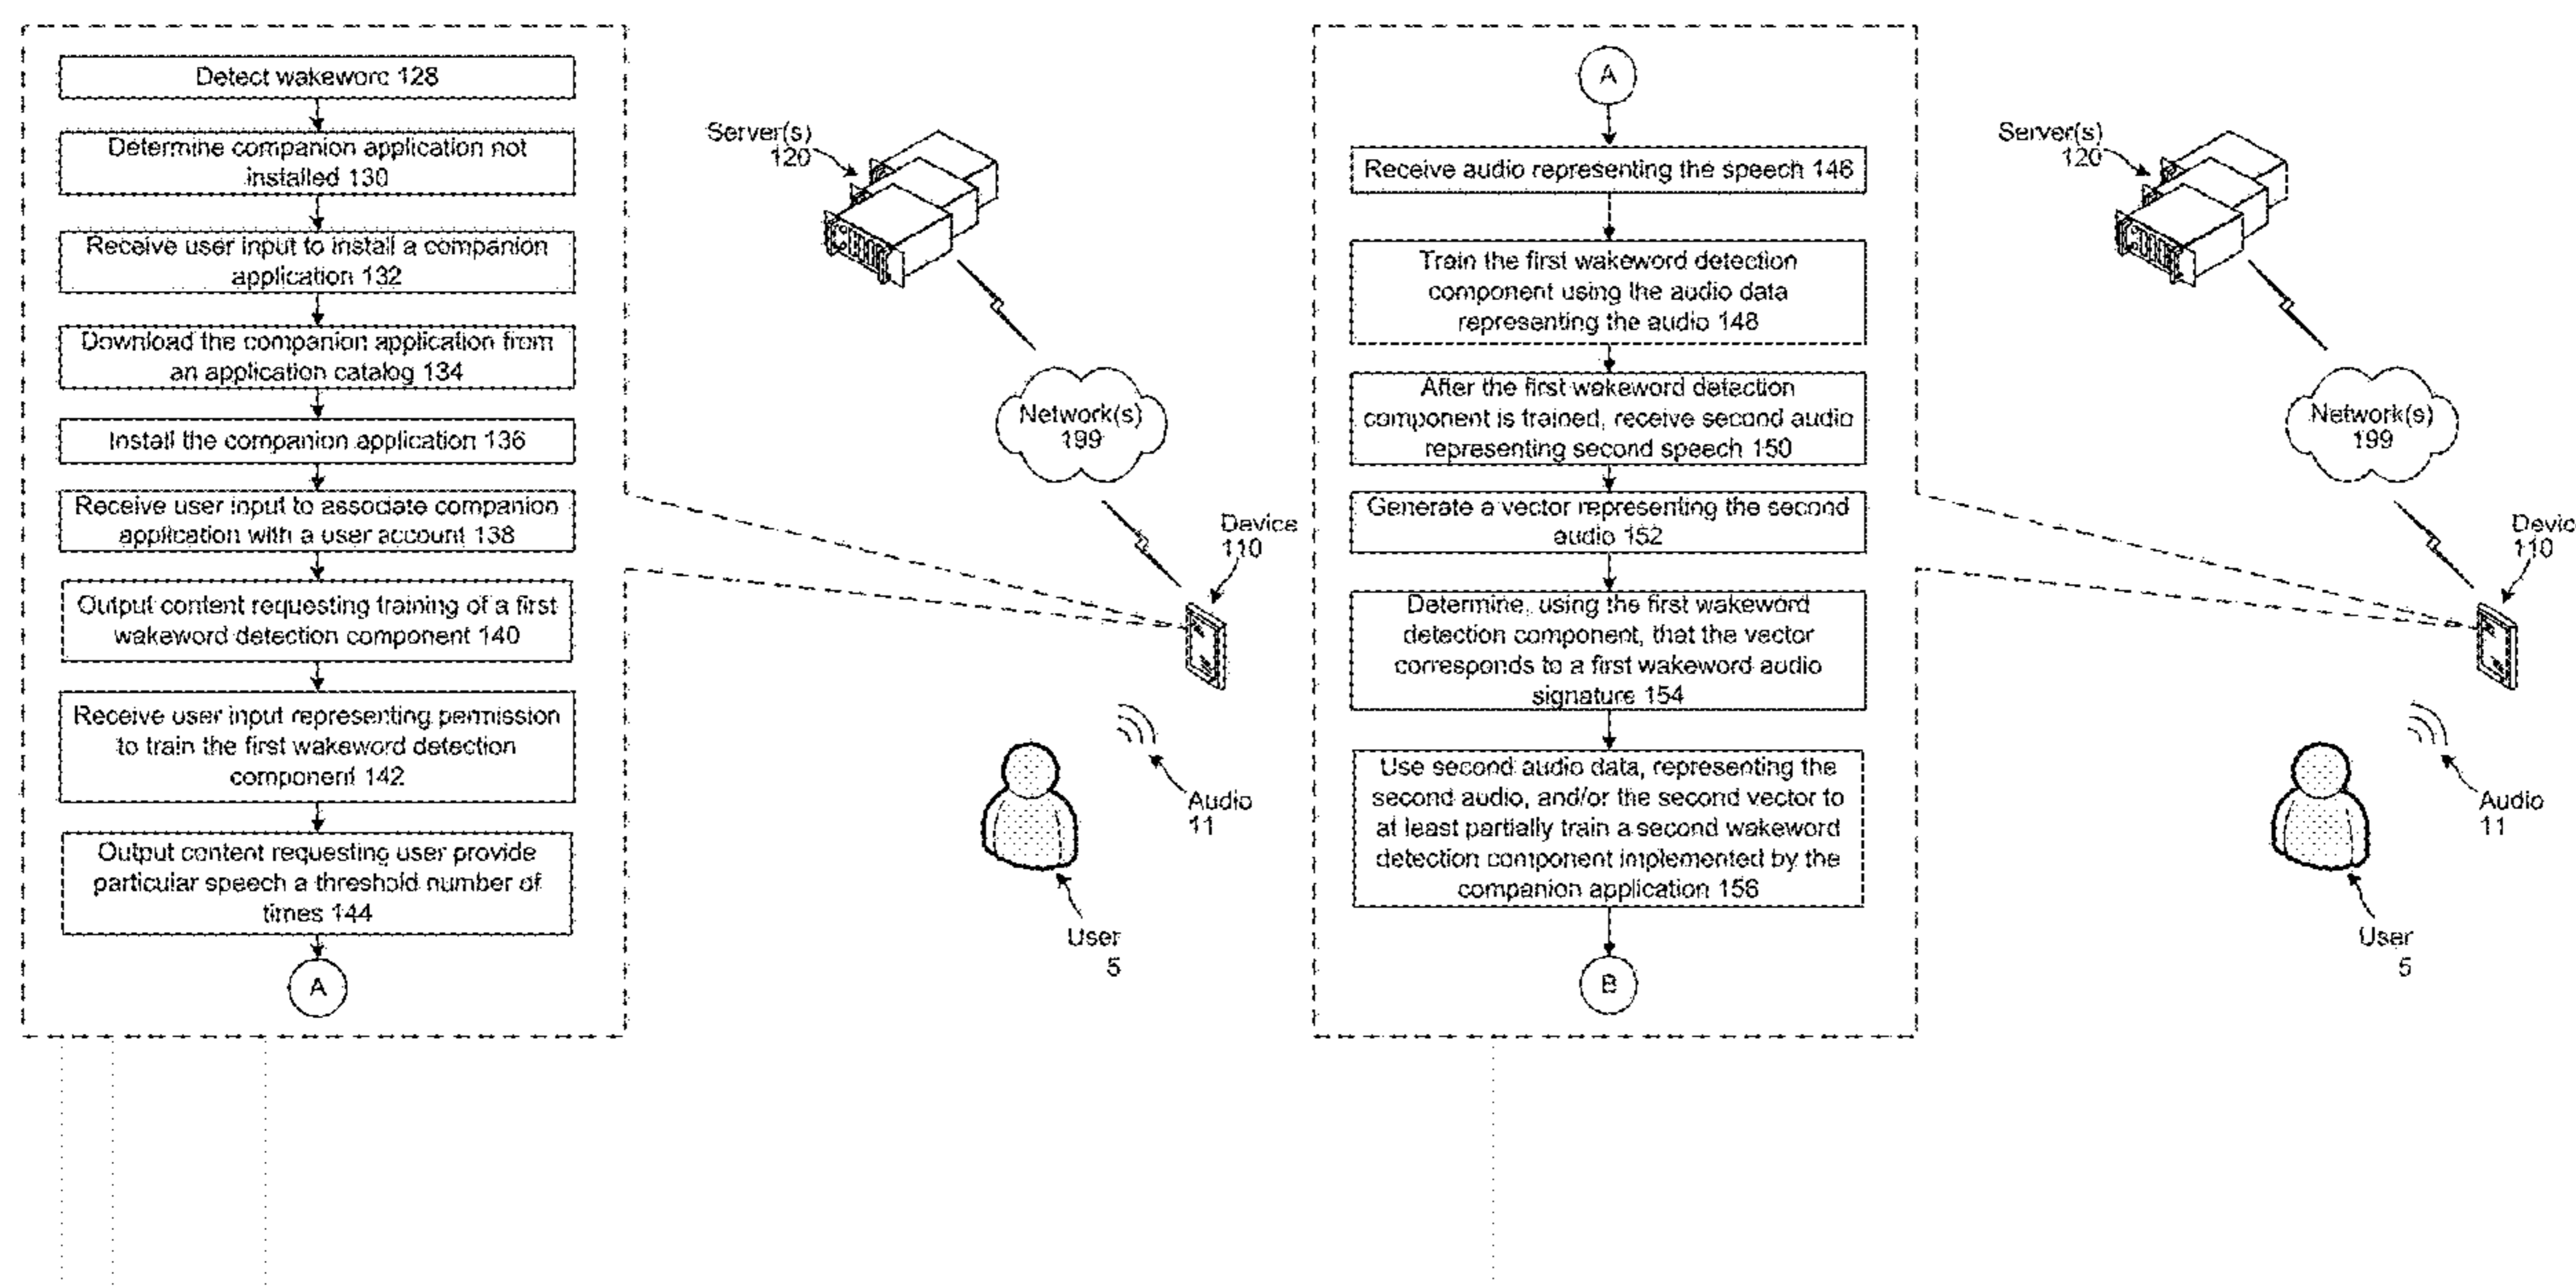 Detect wakeword 128
Determine companion application not
installed 130
Receive user input to install a companion
application 132
Download the companion application from
an application catalog 134
Install the companion application 136
Receive user input to associate companion
application with a user account 138
Output content requesting training of a first
wakeword detection component 140
Receive user input representing permission
to train the first wakeword detection
component 142
Output content requesting user provide
particular speech a threshold number of
times 144
A
Server(s)
120
Network(s)
199
Device
110
Audio
11
User
5
A
Receive audio representing the speech 146
Train the first wakeword detection
component using the audio data
representing the audio 148
After the first wakeword detection
component is trained, receive second audio
representing second speech 150
Generate a vector representing the second
audio 152
Determine, using the first wakeword
detection component, that the vector
corresponds to a first wakeword audio
signature 154
Use second audio data, representing the
second audio, and/or the second vector to
at least partially train a second wakeword
detection component implemented by the
companion application 156
B
Server(s)
120
Network(s)
199
Devic
110
Audio
11
User
5